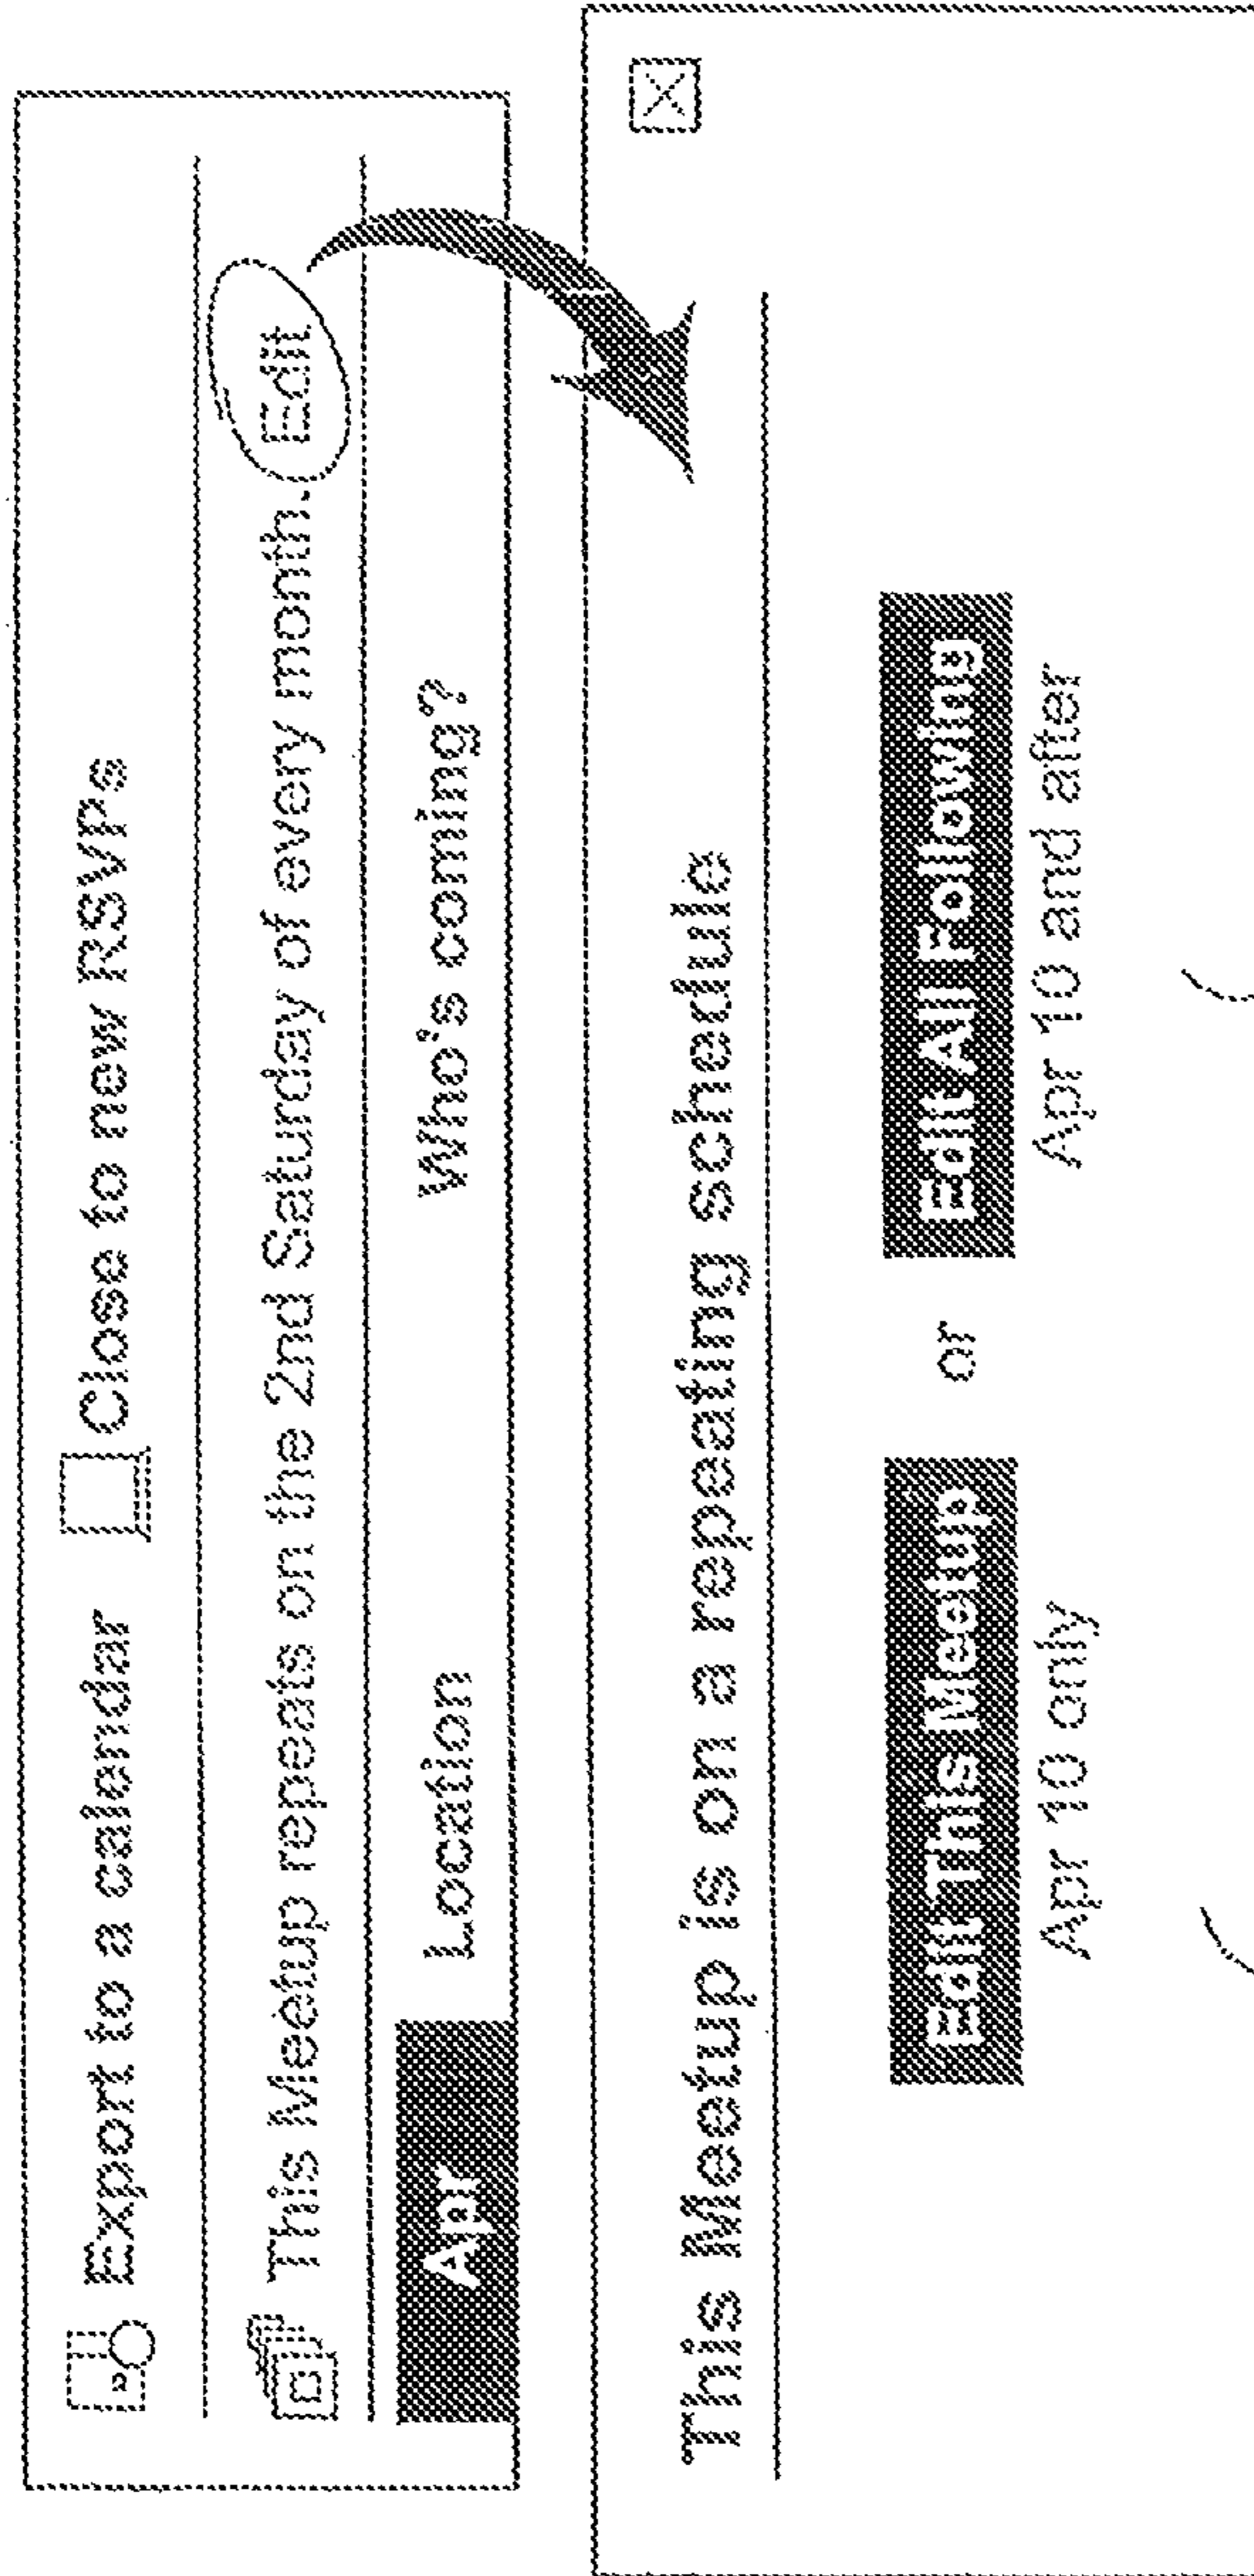 Export to a calendar Close to new RSVPs
This Meetup repeats on the 2nd Saturday of every month. Edit
Apr Location Who's coming?
This Meetup is on a repeating schedule
Edit This Meetup or Edit All Following
Apr 10 only Apr 10 and after